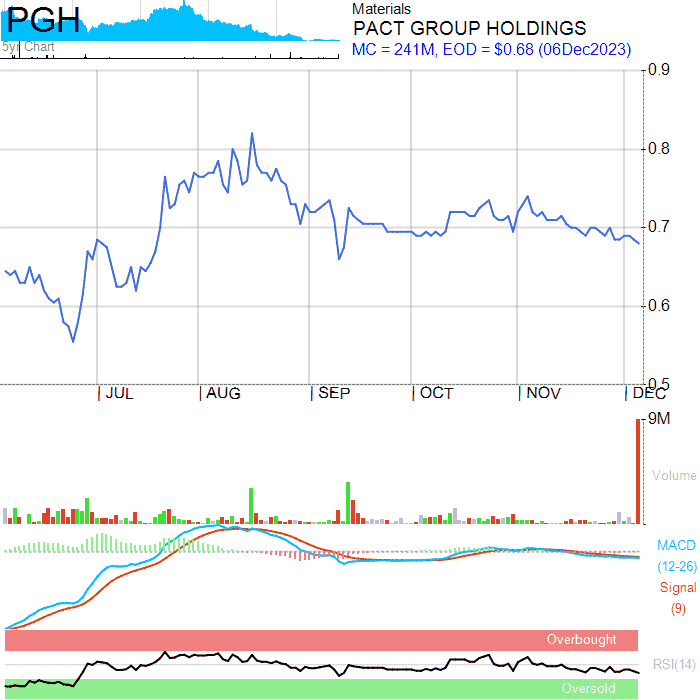 PGH
5yr Chart
Materials
PACT GROUP HOLDINGS
MC = 241M, EOD = $0.68 (06Dec2023)
0.9
0.8
0.7
0.6
0.5
JUL AUG SEP OCT NOV DEC
9M
Volume
MACD
(12-26)
Signal
(9)
Overbought
RSI(14)
Oversold